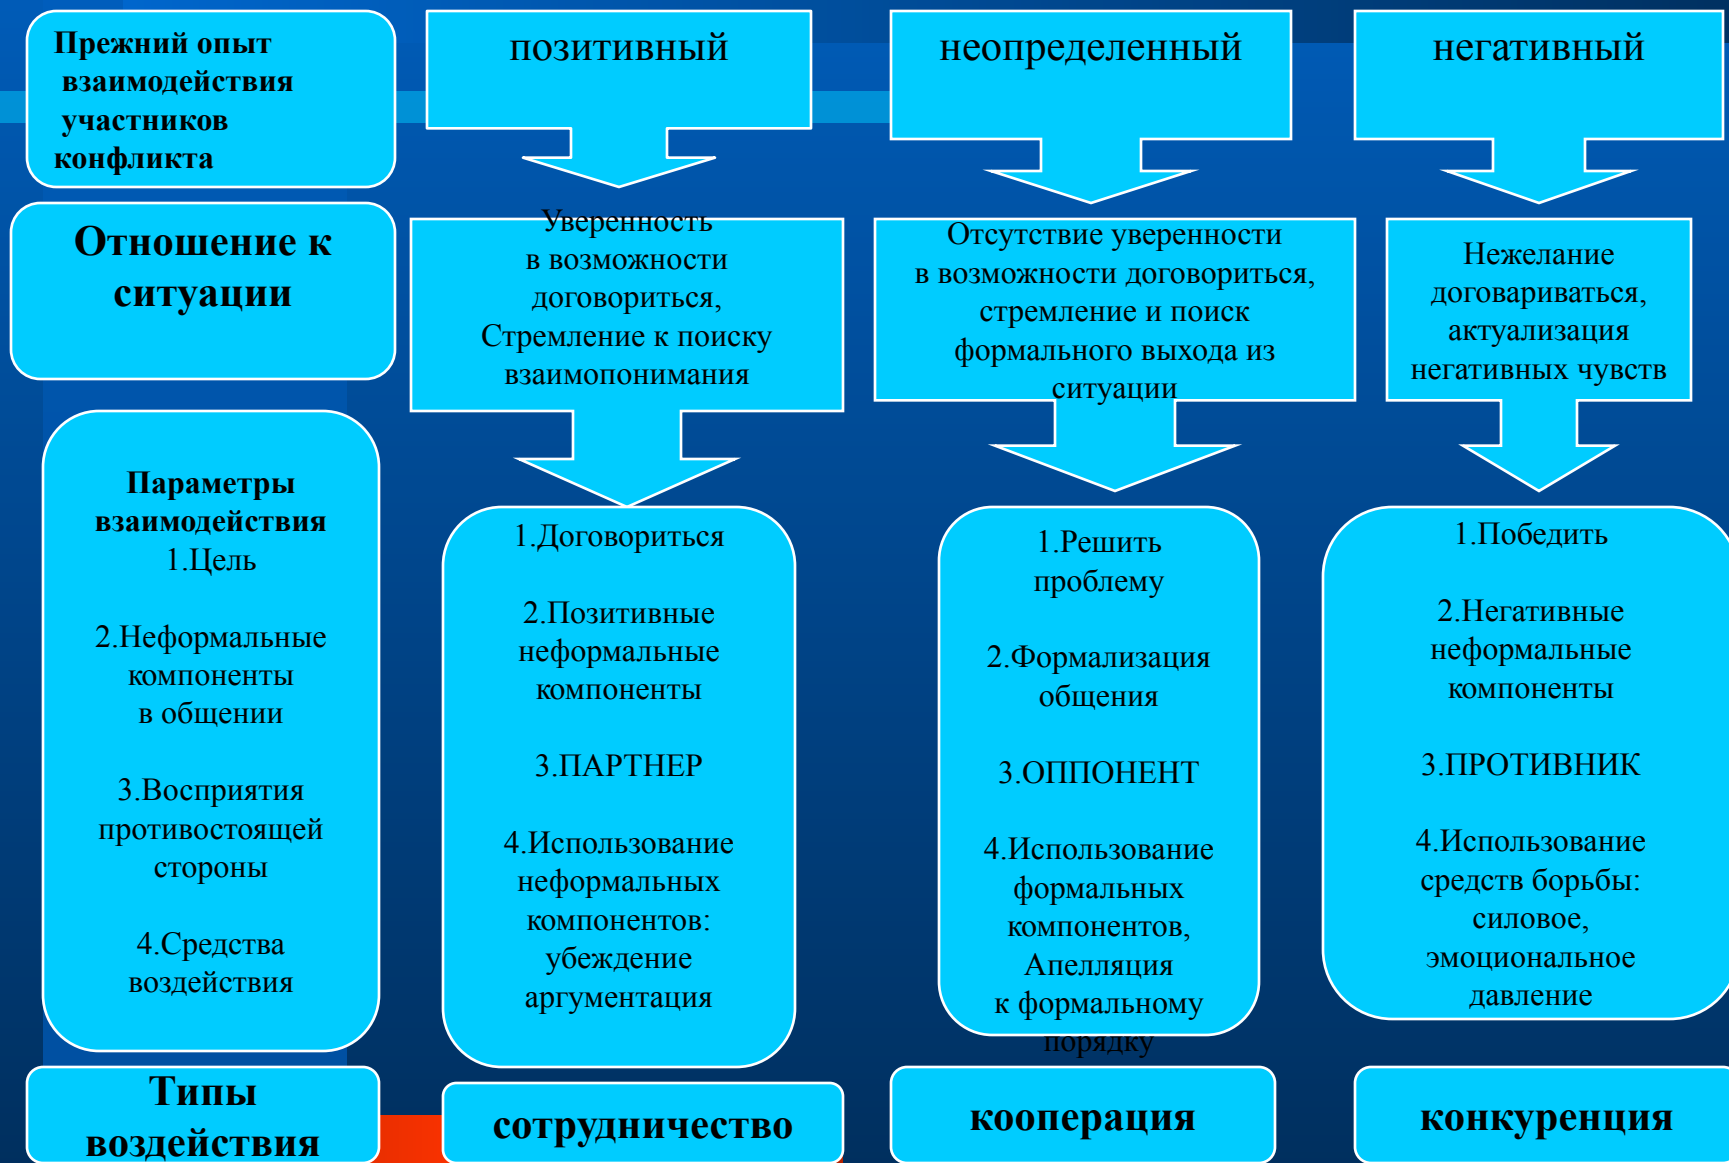 Прежний опыт
взаимодействия
участников
конфликта
позитивный
неопределенный
негативный
Отношение к
ситуации
Уверенность
в возможности
договориться,
Стремление к поиску
взаимопонимания
Отсутствие уверенности
в возможности договориться,
стремление и поиск
формального выхода из
ситуации
Нежелание
договариваться,
актуализация
негативных чувств
Параметры
взаимодействия
1.Цель
2.Неформальные
компоненты
в общении
3.Восприятия
противостоящей
стороны
4.Средства
воздействия
1.Договориться
2.Позитивные
неформальные
компоненты
3.ПАРТНЕР
4.Использование
неформальных
компонентов:
убеждение
аргументация
1.Решить
проблему
2.Формализация
общения
3.ОППОНЕНТ
4.Использование
формальных
компонентов,
Апелляция
к формальному
порядку
1.Победить
2.Негативные
неформальные
компоненты
3.ПРОТИВНИК
4.Использование
средств борьбы:
силовое,
эмоциональное
давление
Типы
воздействия
сотрудничество
кооперация
конкуренция